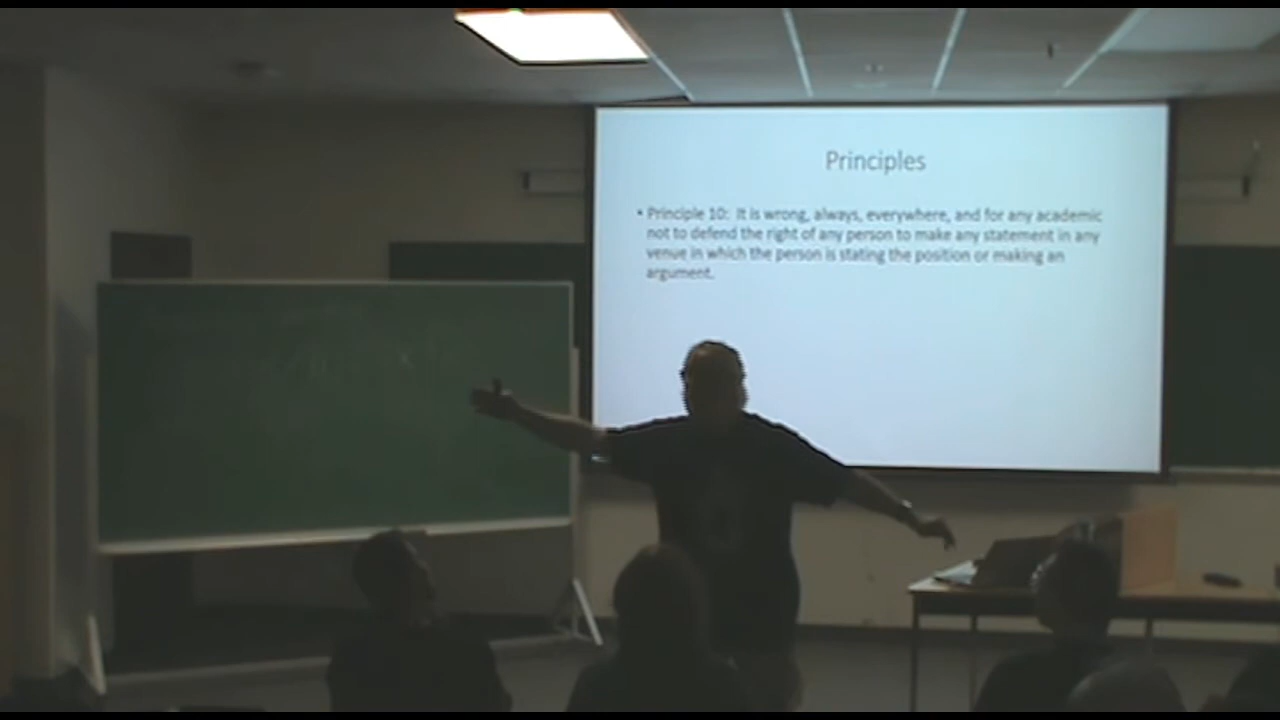 Principles
• Principle 10: It is wrong, always, everywhere, and for any academic
not to defend the right of any person to make any statement in any
venue in which the person is stating the position or making an
argument.